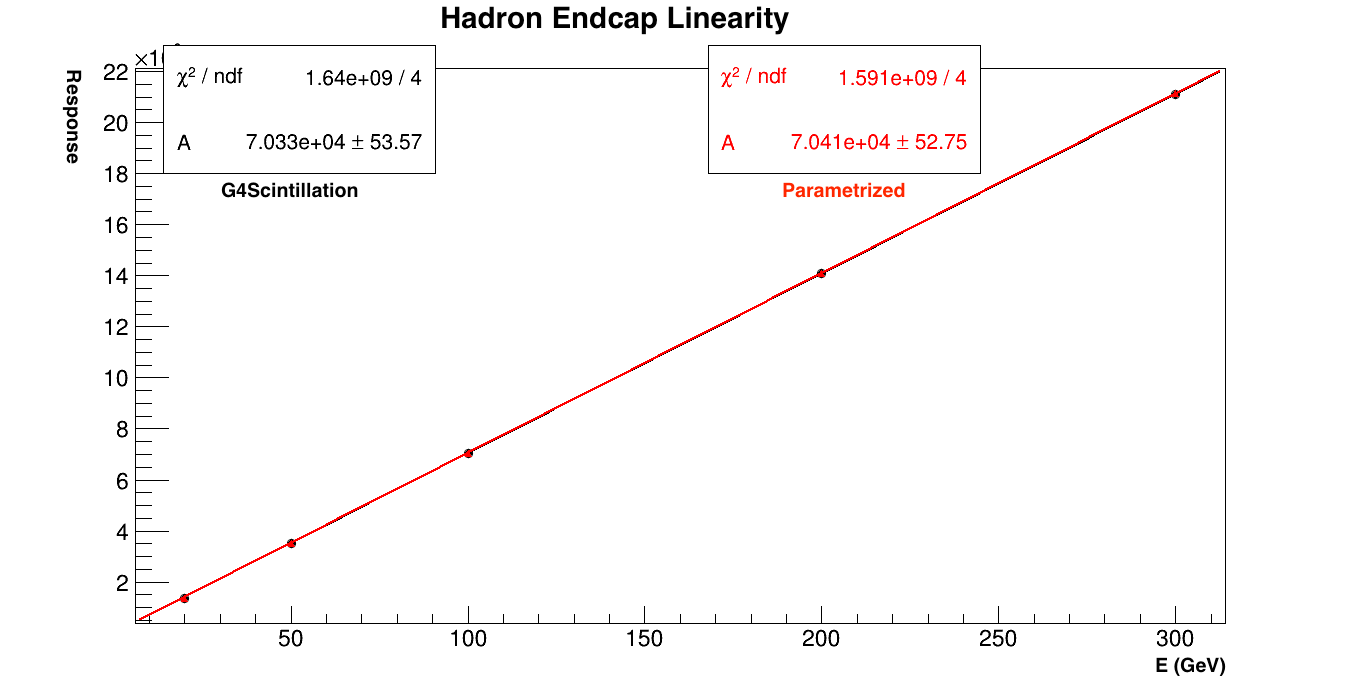 Hadron Endcap Linearity
×10
χ² / ndf 1.64e+09 / 4
A 7.033e+04 ± 53.57
G4Scintillation
χ² / ndf 1.591e+09 / 4
A 7.041e+04 ± 52.75
Parametrized
Response
22
20
18
16
14
12
10
8
6
4
2
50 100 150 200 250 300
E (GeV)